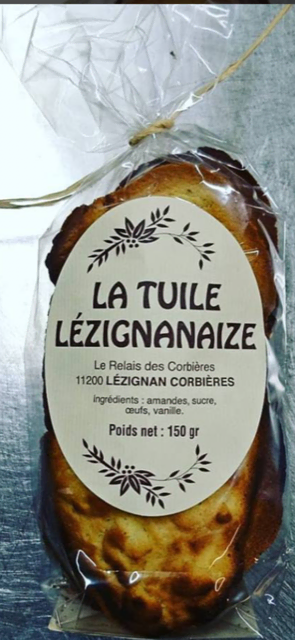 LA TUILE
LÉZIGNANAIZE
Le Relais des Corbières
11200 LÉZIGNAN CORBIÈRES
ingrédients : amandes, sucre,
œufs, vanille.
Poids net : 150 gr